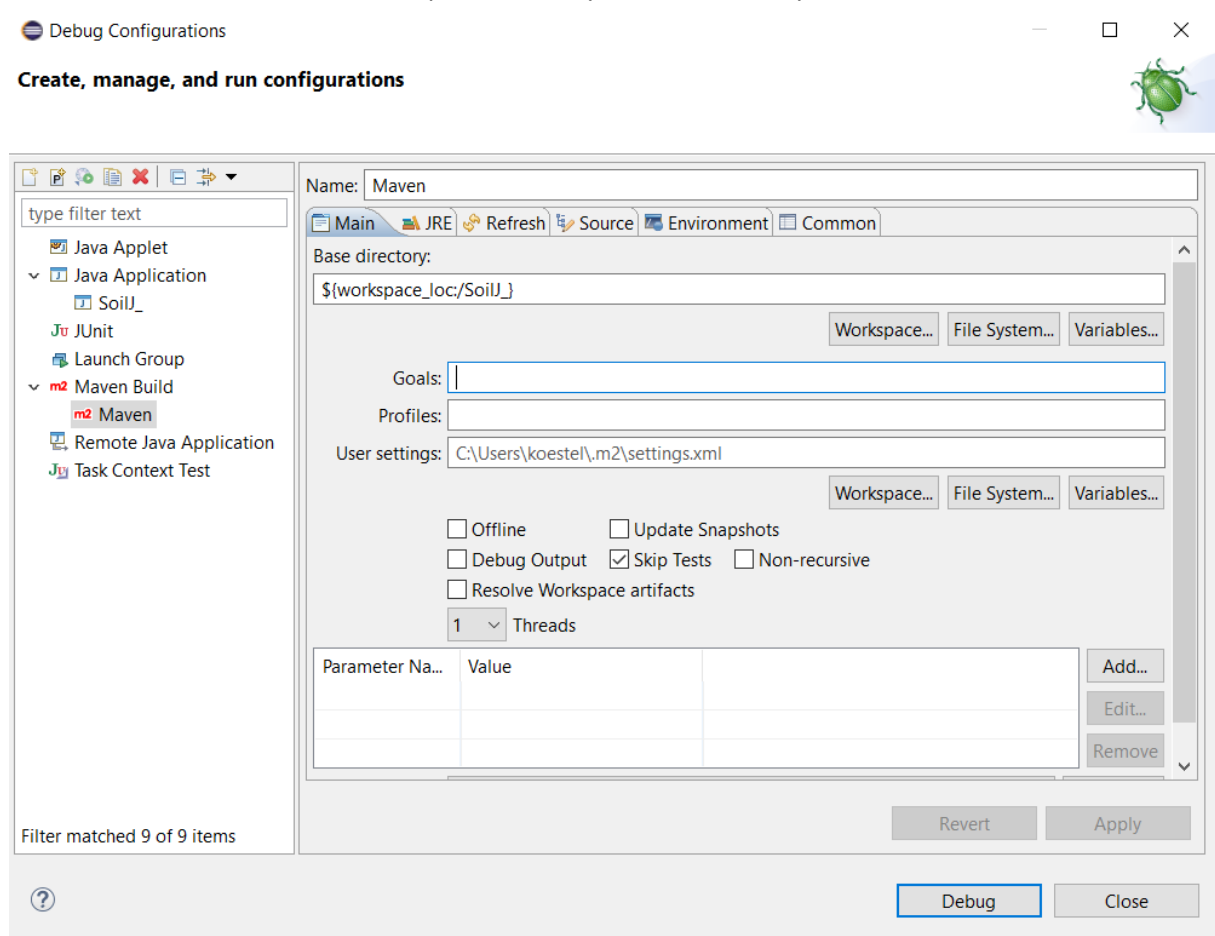 Debug Configurations
Create, manage, and run configurations
type filter text
Java Applet
Java Application
SoilJ_
JUnit
Launch Group
Maven Build
Maven
Remote Java Application
Task Context Test
Filter matched 9 of 9 items
Name: Maven
Main JRE Refresh Source Environment Common
Base directory:
${workspace_loc:/SoilJ_}
Workspace... File System... Variables...
Goals:
Profiles:
User settings: C:\Users\koestel\.m2\settings.xml
Workspace... File System... Variables...
Offline Update Snapshots
Debug Output Skip Tests Non-recursive
Resolve Workspace artifacts
1 Threads
Parameter Na... Value Add...
Edit...
Remove
Revert Apply
Debug Close